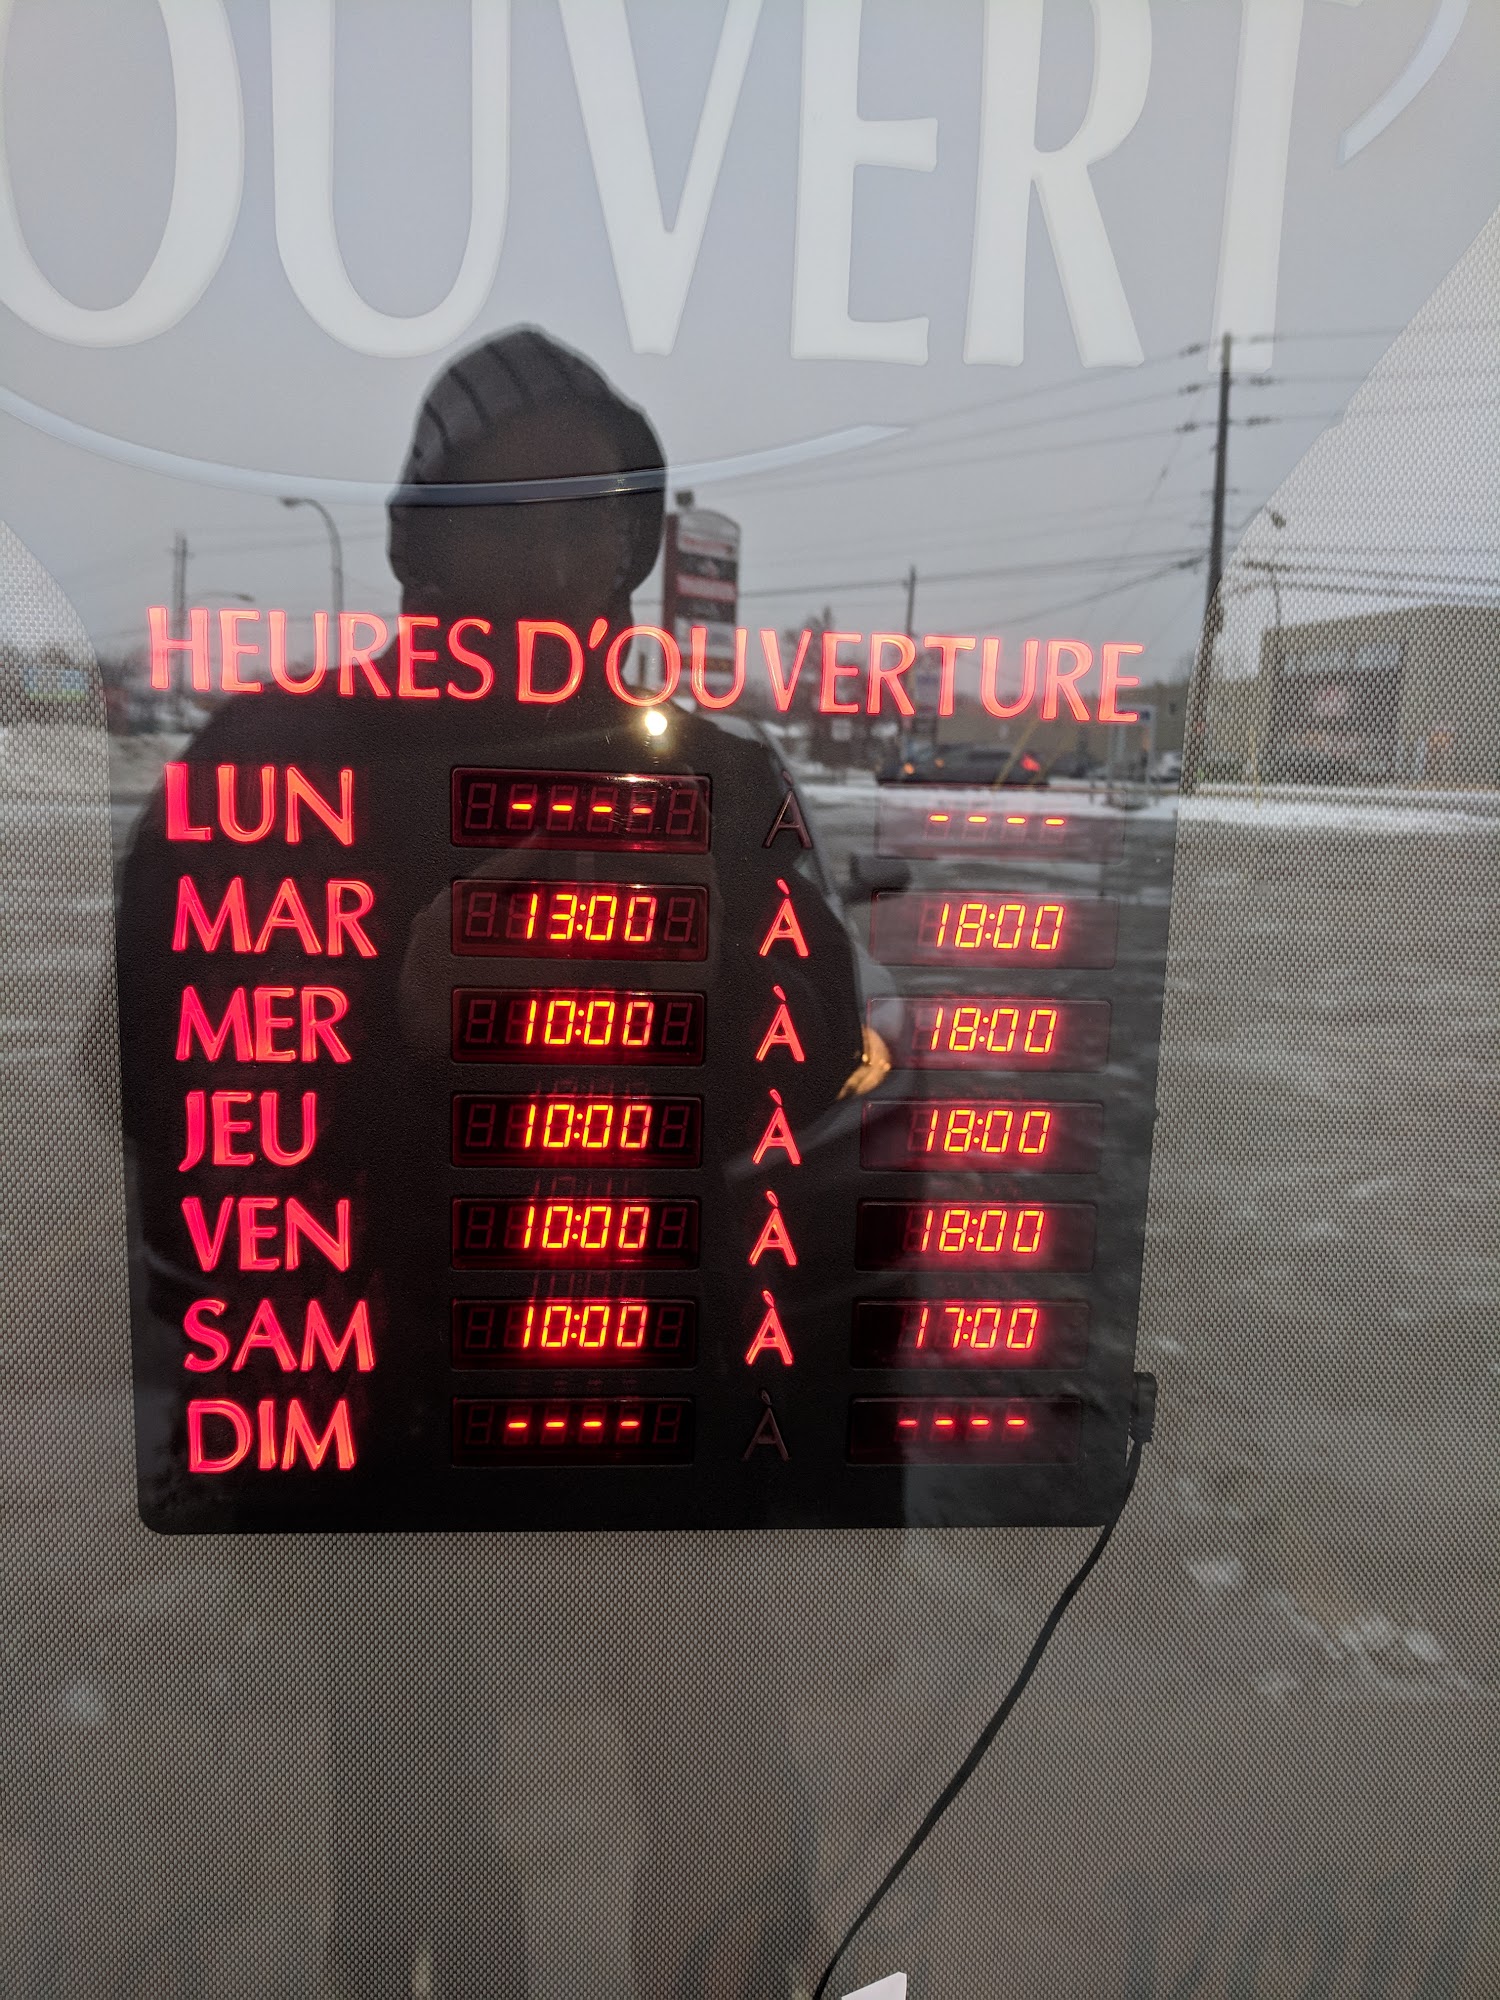 OUVERT
HEURES D'OUVERTURE
LUN ---- À ----
MAR 13:00 À 18:00
MER 10:00 À 18:00
JEU 10:00 À 18:00
VEN 10:00 À 18:00
SAM 10:00 À 17:00
DIM ---- À ----